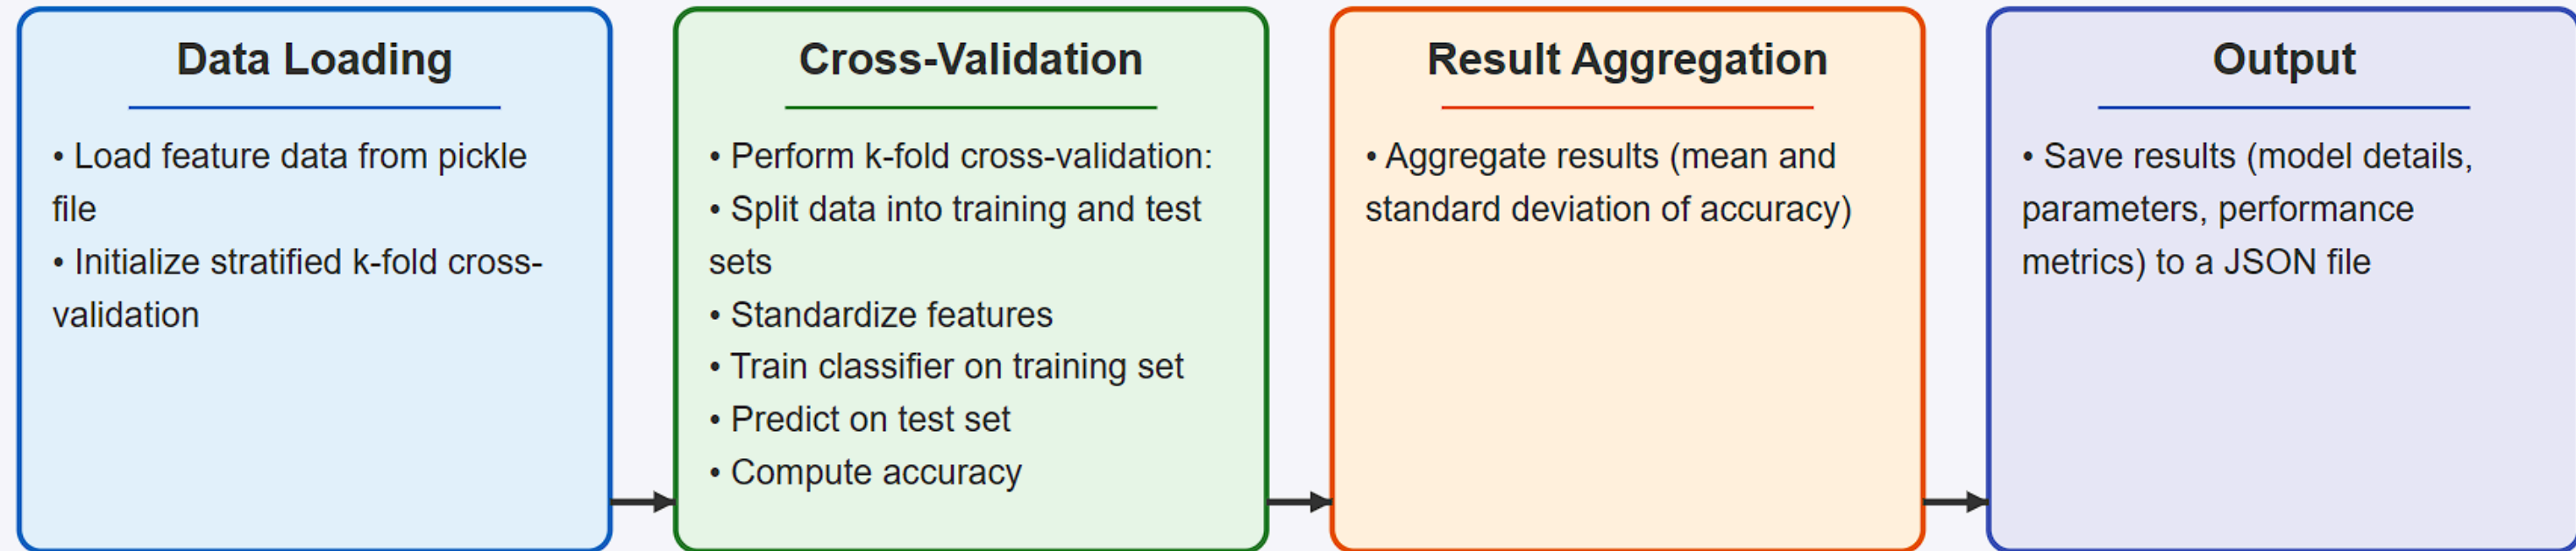 Data Loading
• Load feature data from pickle
file
• Initialize stratified k-fold cross-
validation
Cross-Validation
• Perform k-fold cross-validation:
• Split data into training and test
sets
• Standardize features
• Train classifier on training set
• Predict on test set
• Compute accuracy
Result Aggregation
• Aggregate results (mean and
standard deviation of accuracy)
Output
• Save results (model details,
parameters, performance
metrics) to a JSON file